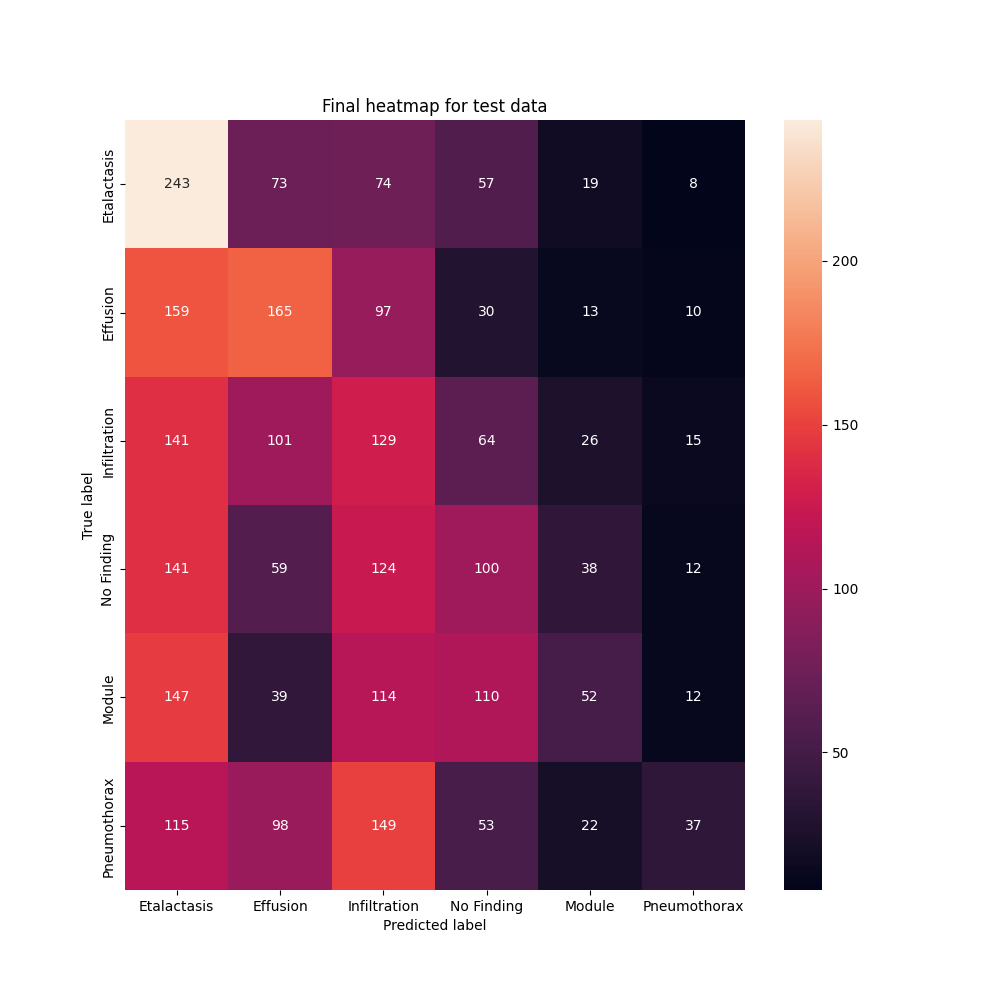 Final heatmap for test data
True label
Etalactasis 243 73 74 57 19 8
Effusion 159 165 97 30 13 10
Infiltration 141 101 129 64 26 15
No Finding 141 59 124 100 38 12
Module 147 39 114 110 52 12
Pneumothorax 115 98 149 53 22 37
Etalactasis Effusion Infiltration No Finding Module Pneumothorax
Predicted label
200
150
100
50